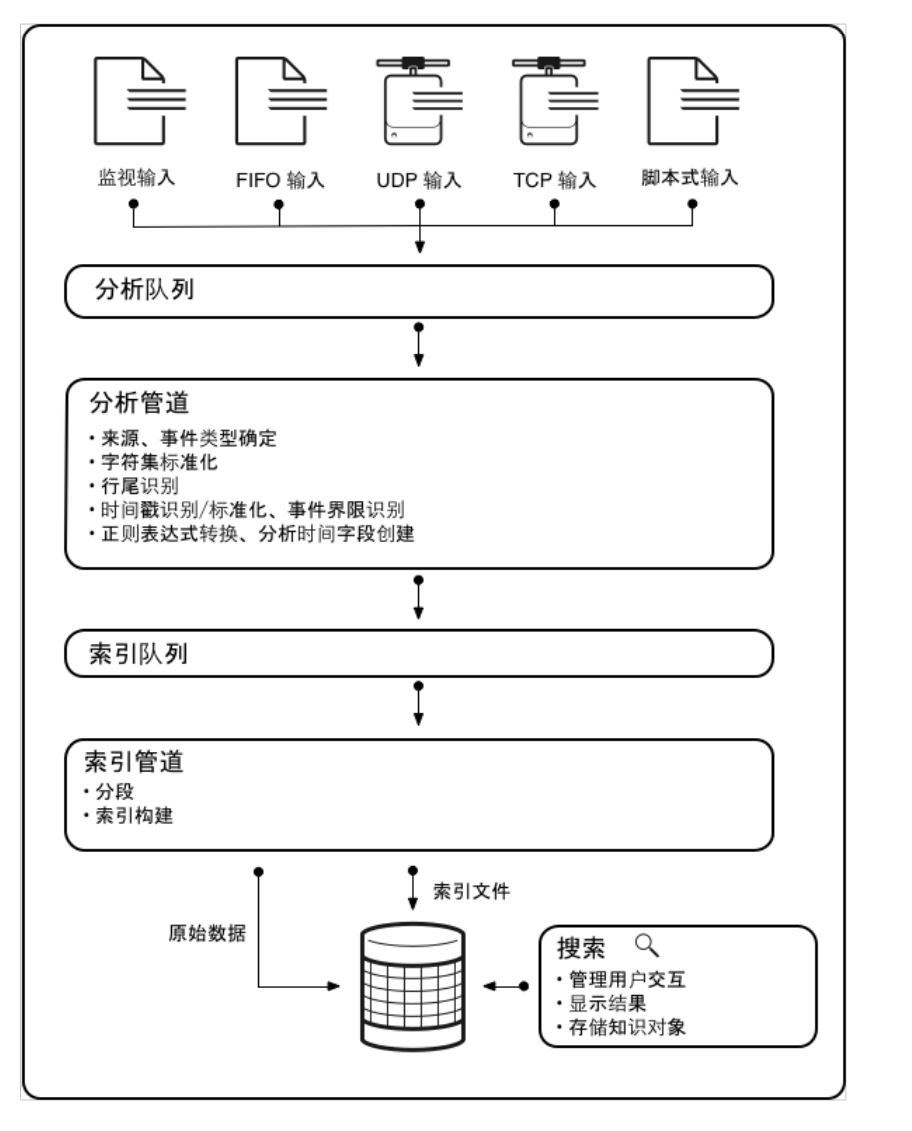 监视输入
FIFO 输入
UDP 输入
TCP 输入
脚本式输入
分析队列
分析管道
・来源、事件类型确定
・字符集标准化
・行尾识别
・时间戳识别/标准化、事件界限识别
・正则表达式转换、分析时间字段创建
索引队列
索引管道
・分段
・索引构建
索引文件
原始数据
搜索
・管理用户交互
・显示结果
・存储知识对象